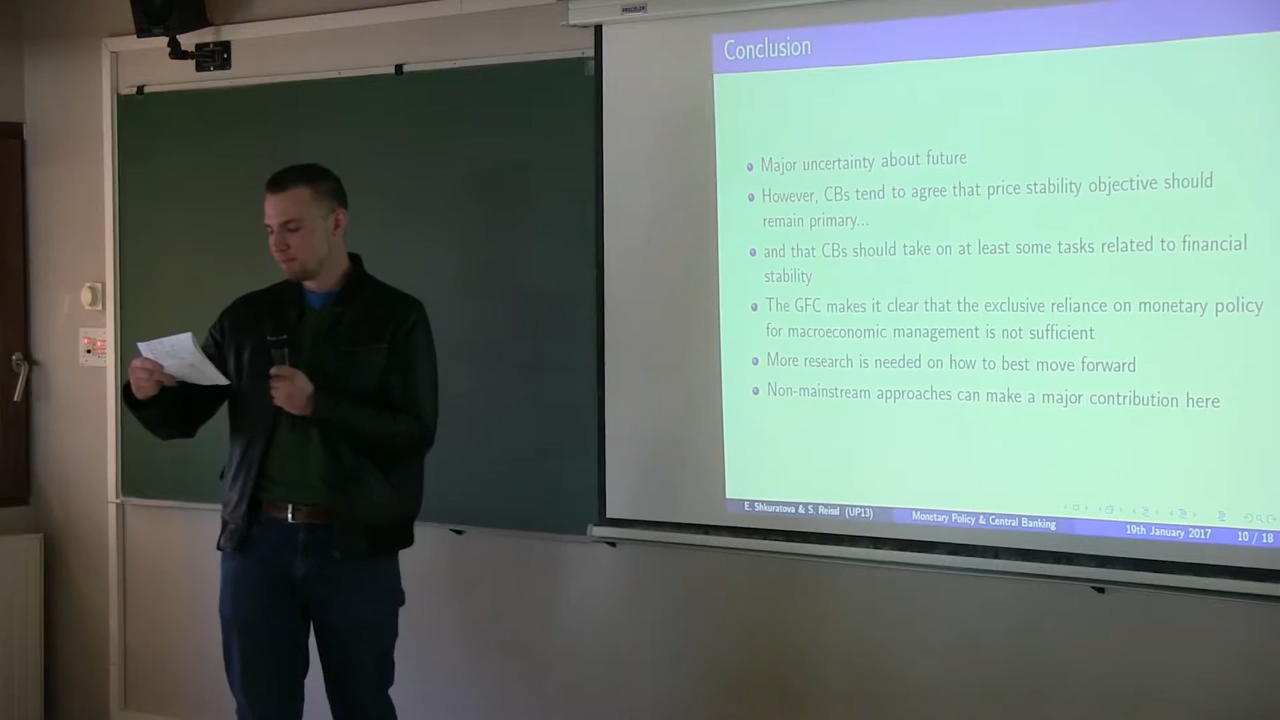 Conclusion
Major uncertainty about future
However, CBs tend to agree that price stability objective should
remain primary...
and that CBs should take on at least some tasks related to financial
stability
The GFC makes it clear that the exclusive reliance on monetary policy
for macroeconomic management is not sufficient
More research is needed on how to best move forward
Non-mainstream approaches can make a major contribution here
E. Shkuratova & S. Reissl (UP13) Monetary Policy & Central Banking 19th January 2017 10 / 18